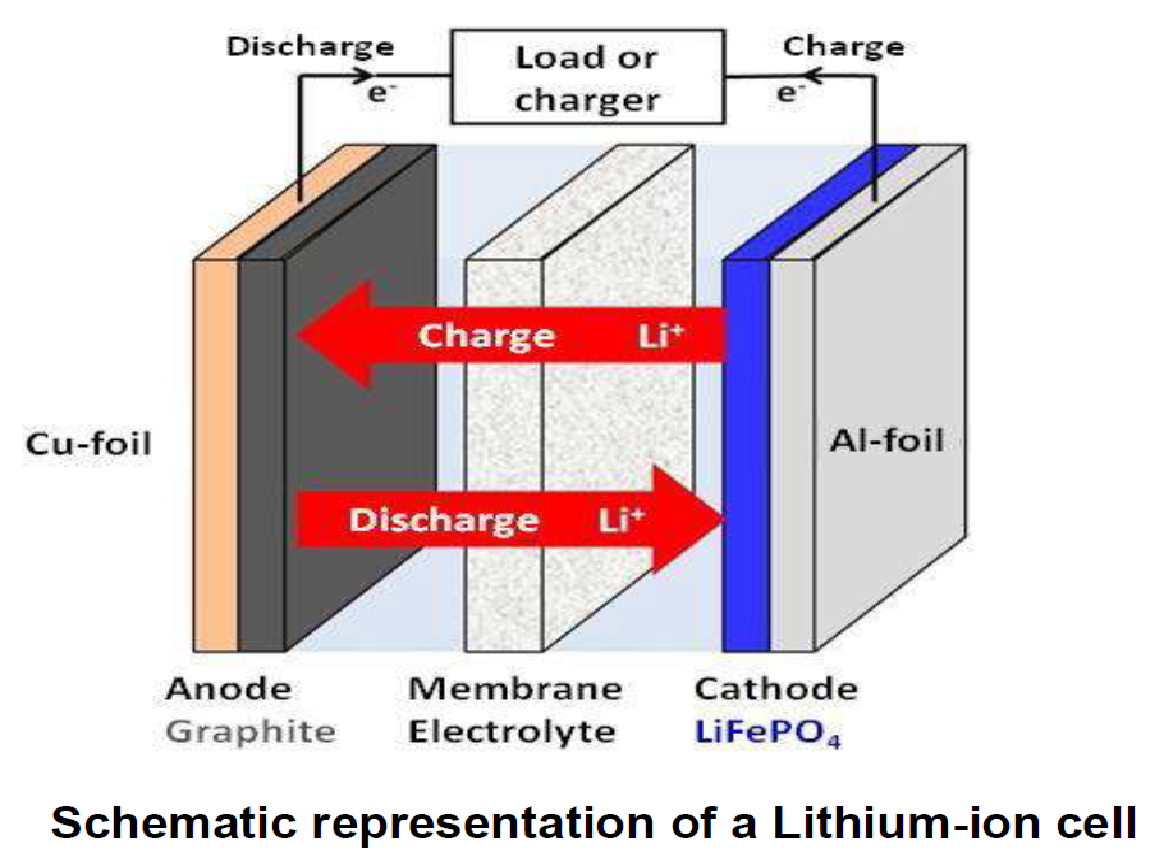 Discharge
Load or
charger
Charge
e⁻
e⁻
Charge Li⁺
Cu-foil
Al-foil
Discharge Li⁺
Anode
Graphite
Membrane
Electrolyte
Cathode
LiFePO₄
Schematic representation of a Lithium-ion cell